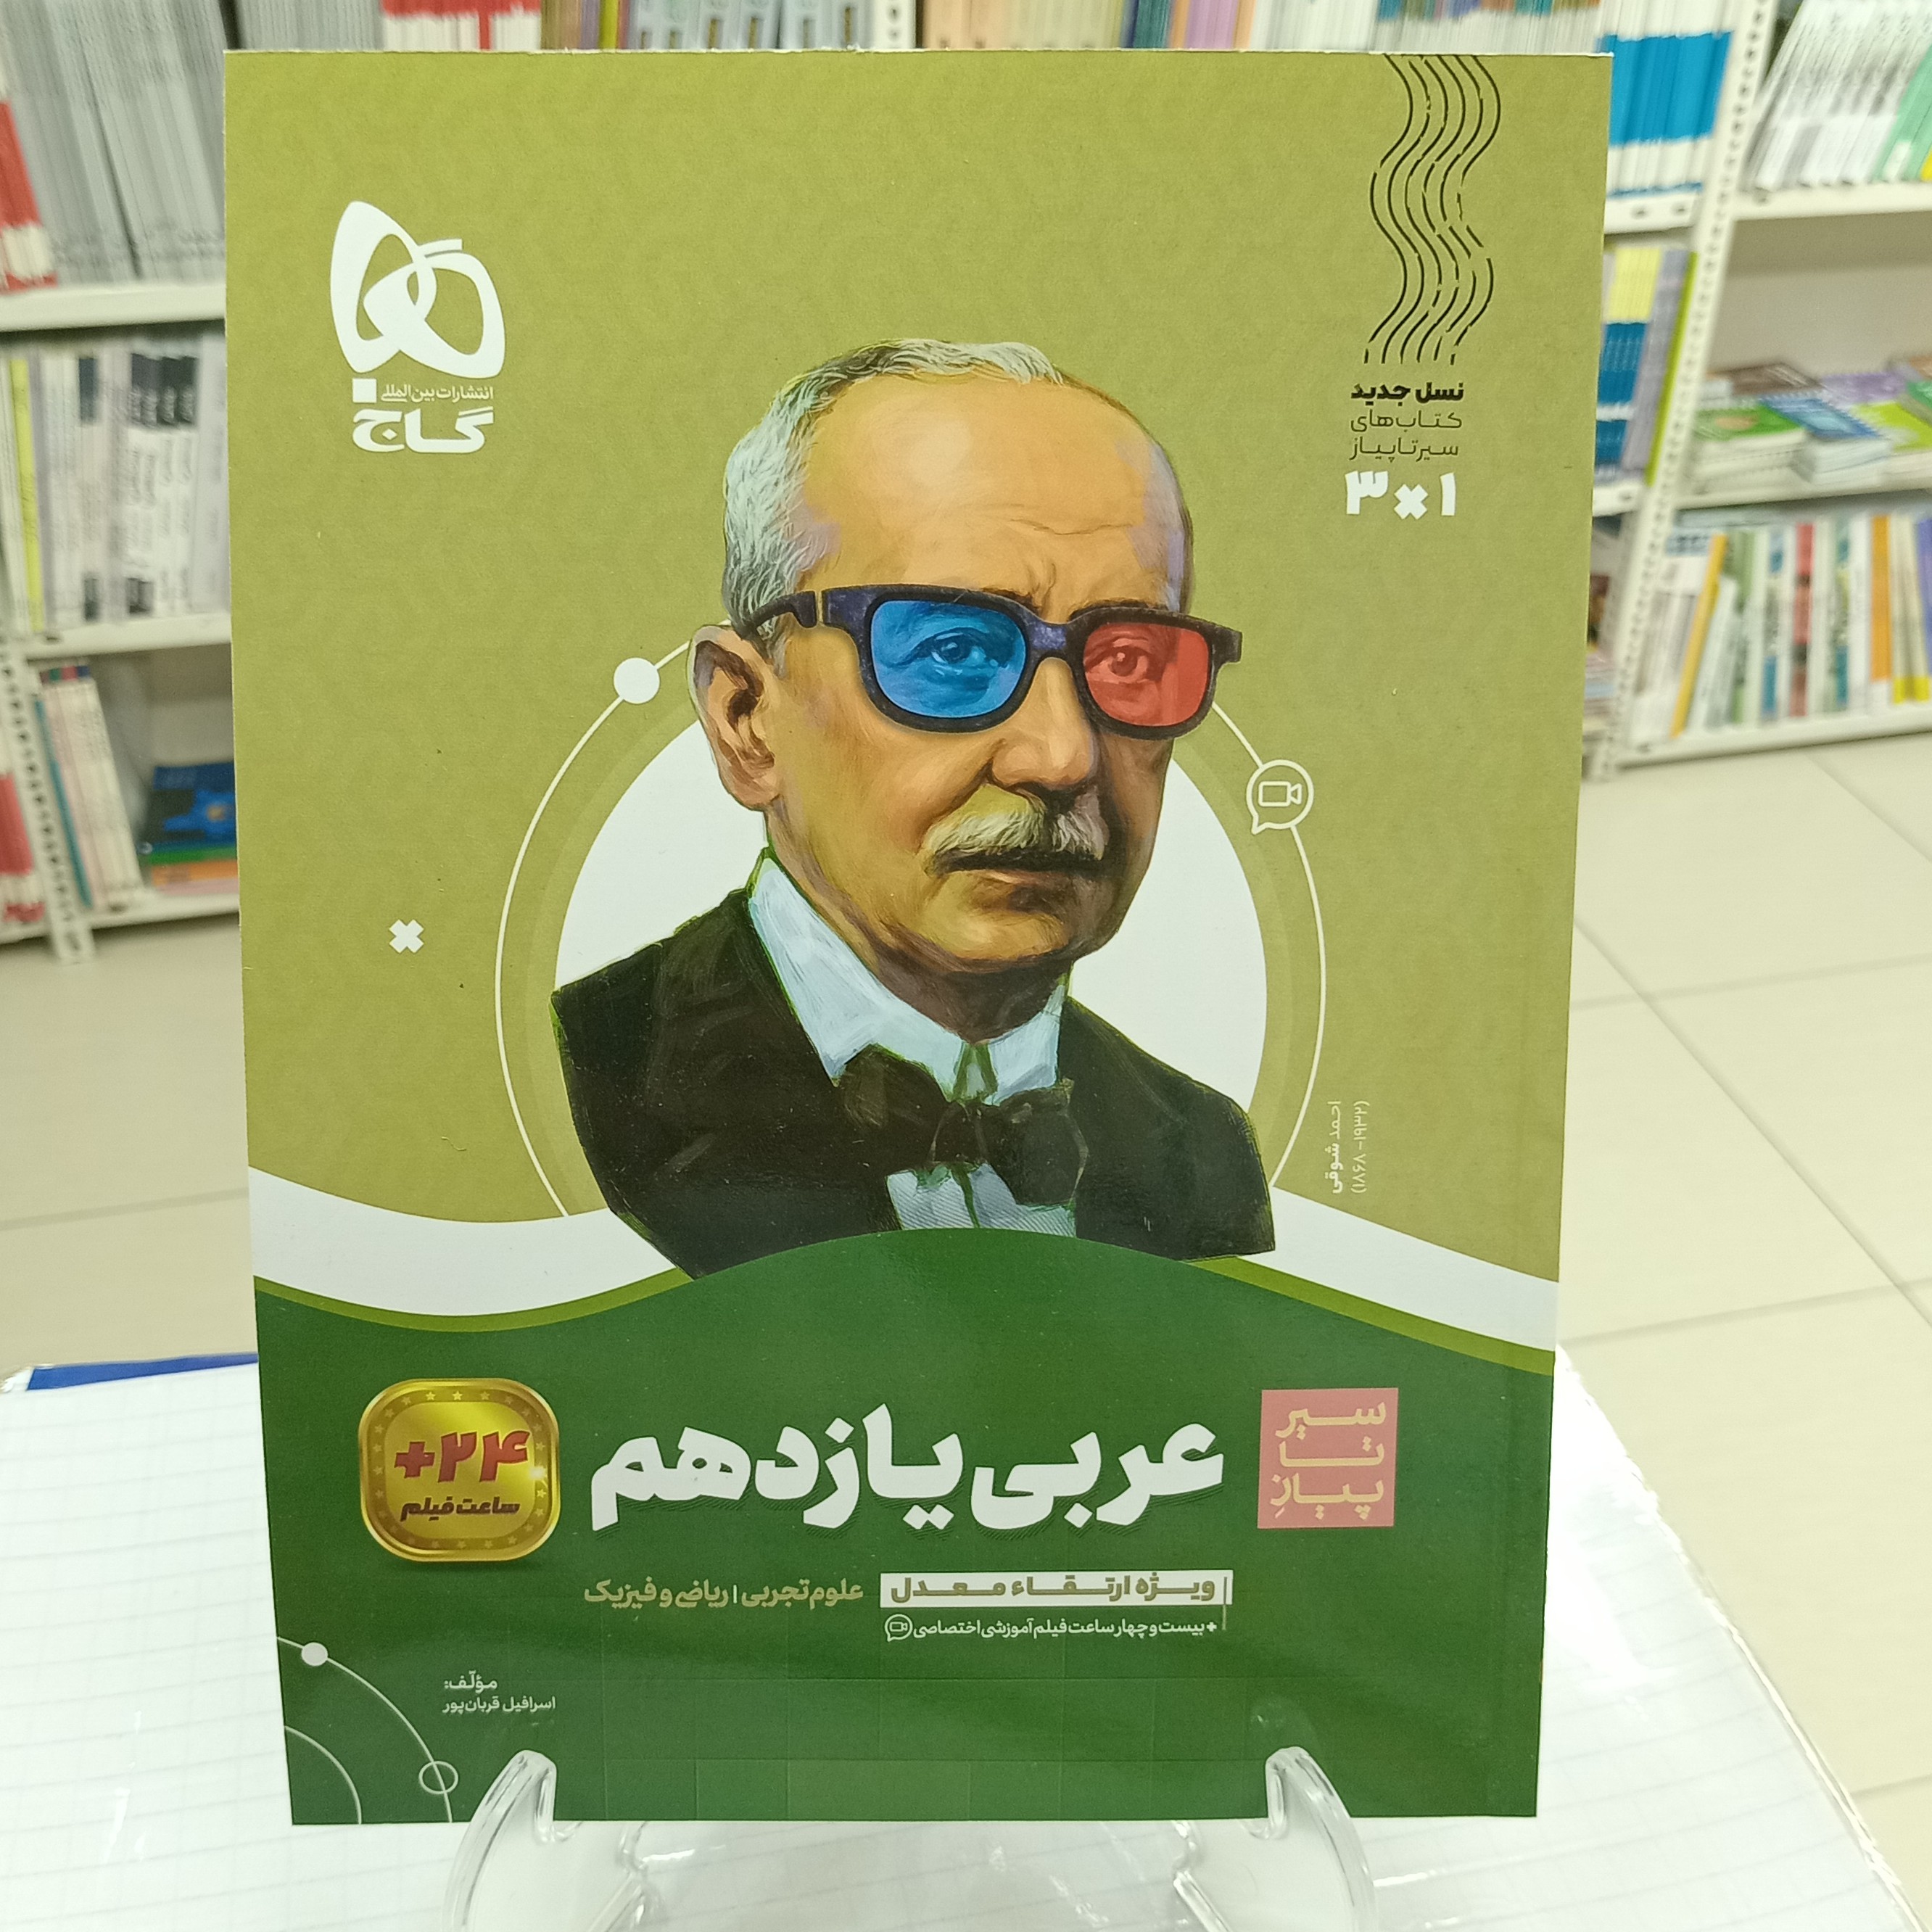 انتشارات بین‌المللی
گاج
نسل جدید
کتاب‌های
سیر تا پیاز
۳×۱
احمد شوقی
(۱۸۶۸-۱۹۳۲)
سیر
تا
پیازِ
عربی یازدهم
+۲۴
ساعت فیلم
ویژه ارتقاء معدل
علوم تجربی | ریاضی و فیزیک
+ بیست و چهار ساعت فیلم آموزشی اختصاصی
مؤلف:
اسرافیل قربان‌پور